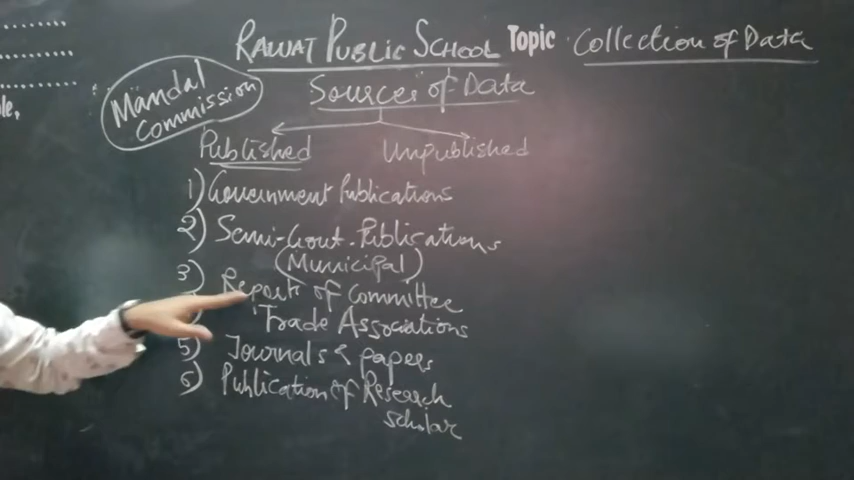 RAWAT PUBLIC SCHOOL Topic Collection of Data
Sources of Data
Mandal
Commission
Published Unpublished
1) Government Publications
2) Semi-Govt. Publications
(Municipal)
3) Report of Committee
Trade Associations
5) Journals & papers
6) Publication of Research
scholar